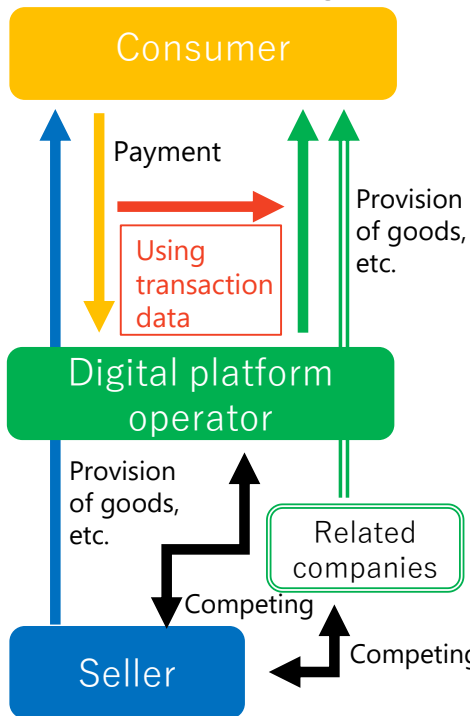 Consumer
Payment
Provision
of goods,
etc.
Using
transaction
data
Digital platform
operator
Provision
of goods,
etc.
Related
companies
Competing
Competing
Seller